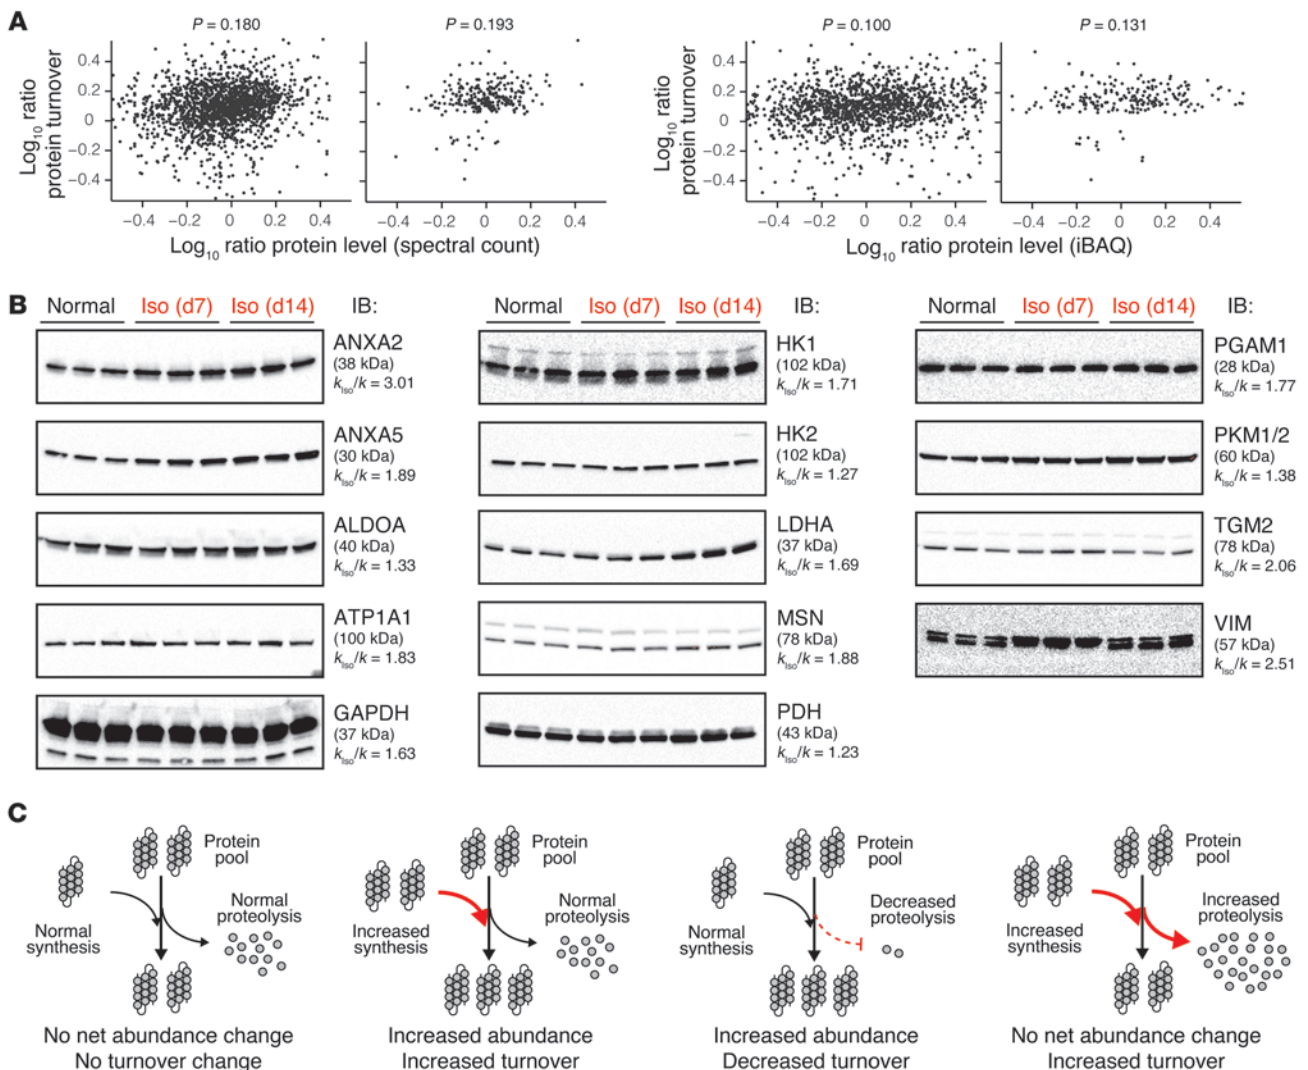 A
P = 0.180
P = 0.193
P = 0.100
P = 0.131
Log10 ratio
protein turnover
0.4
0.2
0
−0.2
−0.4
−0.4 −0.2 0 0.2 0.4
−0.4 −0.2 0 0.2 0.4
Log10 ratio protein level (spectral count)
Log10 ratio
protein turnover
0.4
0.2
0
−0.2
−0.4
−0.4 −0.2 0 0.2 0.4
−0.4 −0.2 0 0.2 0.4
Log10 ratio protein level (iBAQ)
B
Normal Iso (d7) Iso (d14) IB:
ANXA2
(38 kDa)
kIso/k = 3.01
ANXA5
(30 kDa)
kIso/k = 1.89
ALDOA
(40 kDa)
kIso/k = 1.33
ATP1A1
(100 kDa)
kIso/k = 1.83
GAPDH
(37 kDa)
kIso/k = 1.63
Normal Iso (d7) Iso (d14) IB:
HK1
(102 kDa)
kIso/k = 1.71
HK2
(102 kDa)
kIso/k = 1.27
LDHA
(37 kDa)
kIso/k = 1.69
MSN
(78 kDa)
kIso/k = 1.88
PDH
(43 kDa)
kIso/k = 1.23
Normal Iso (d7) Iso (d14) IB:
PGAM1
(28 kDa)
kIso/k = 1.77
PKM1/2
(60 kDa)
kIso/k = 1.38
TGM2
(78 kDa)
kIso/k = 2.06
VIM
(57 kDa)
kIso/k = 2.51
C
Protein
pool
Normal
synthesis
Normal
proteolysis
No net abundance change
No turnover change
Protein
pool
Increased
synthesis
Normal
proteolysis
Increased abundance
Increased turnover
Protein
pool
Normal
synthesis
Decreased
proteolysis
Increased abundance
Decreased turnover
Protein
pool
Increased
synthesis
Increased
proteolysis
No net abundance change
Increased turnover